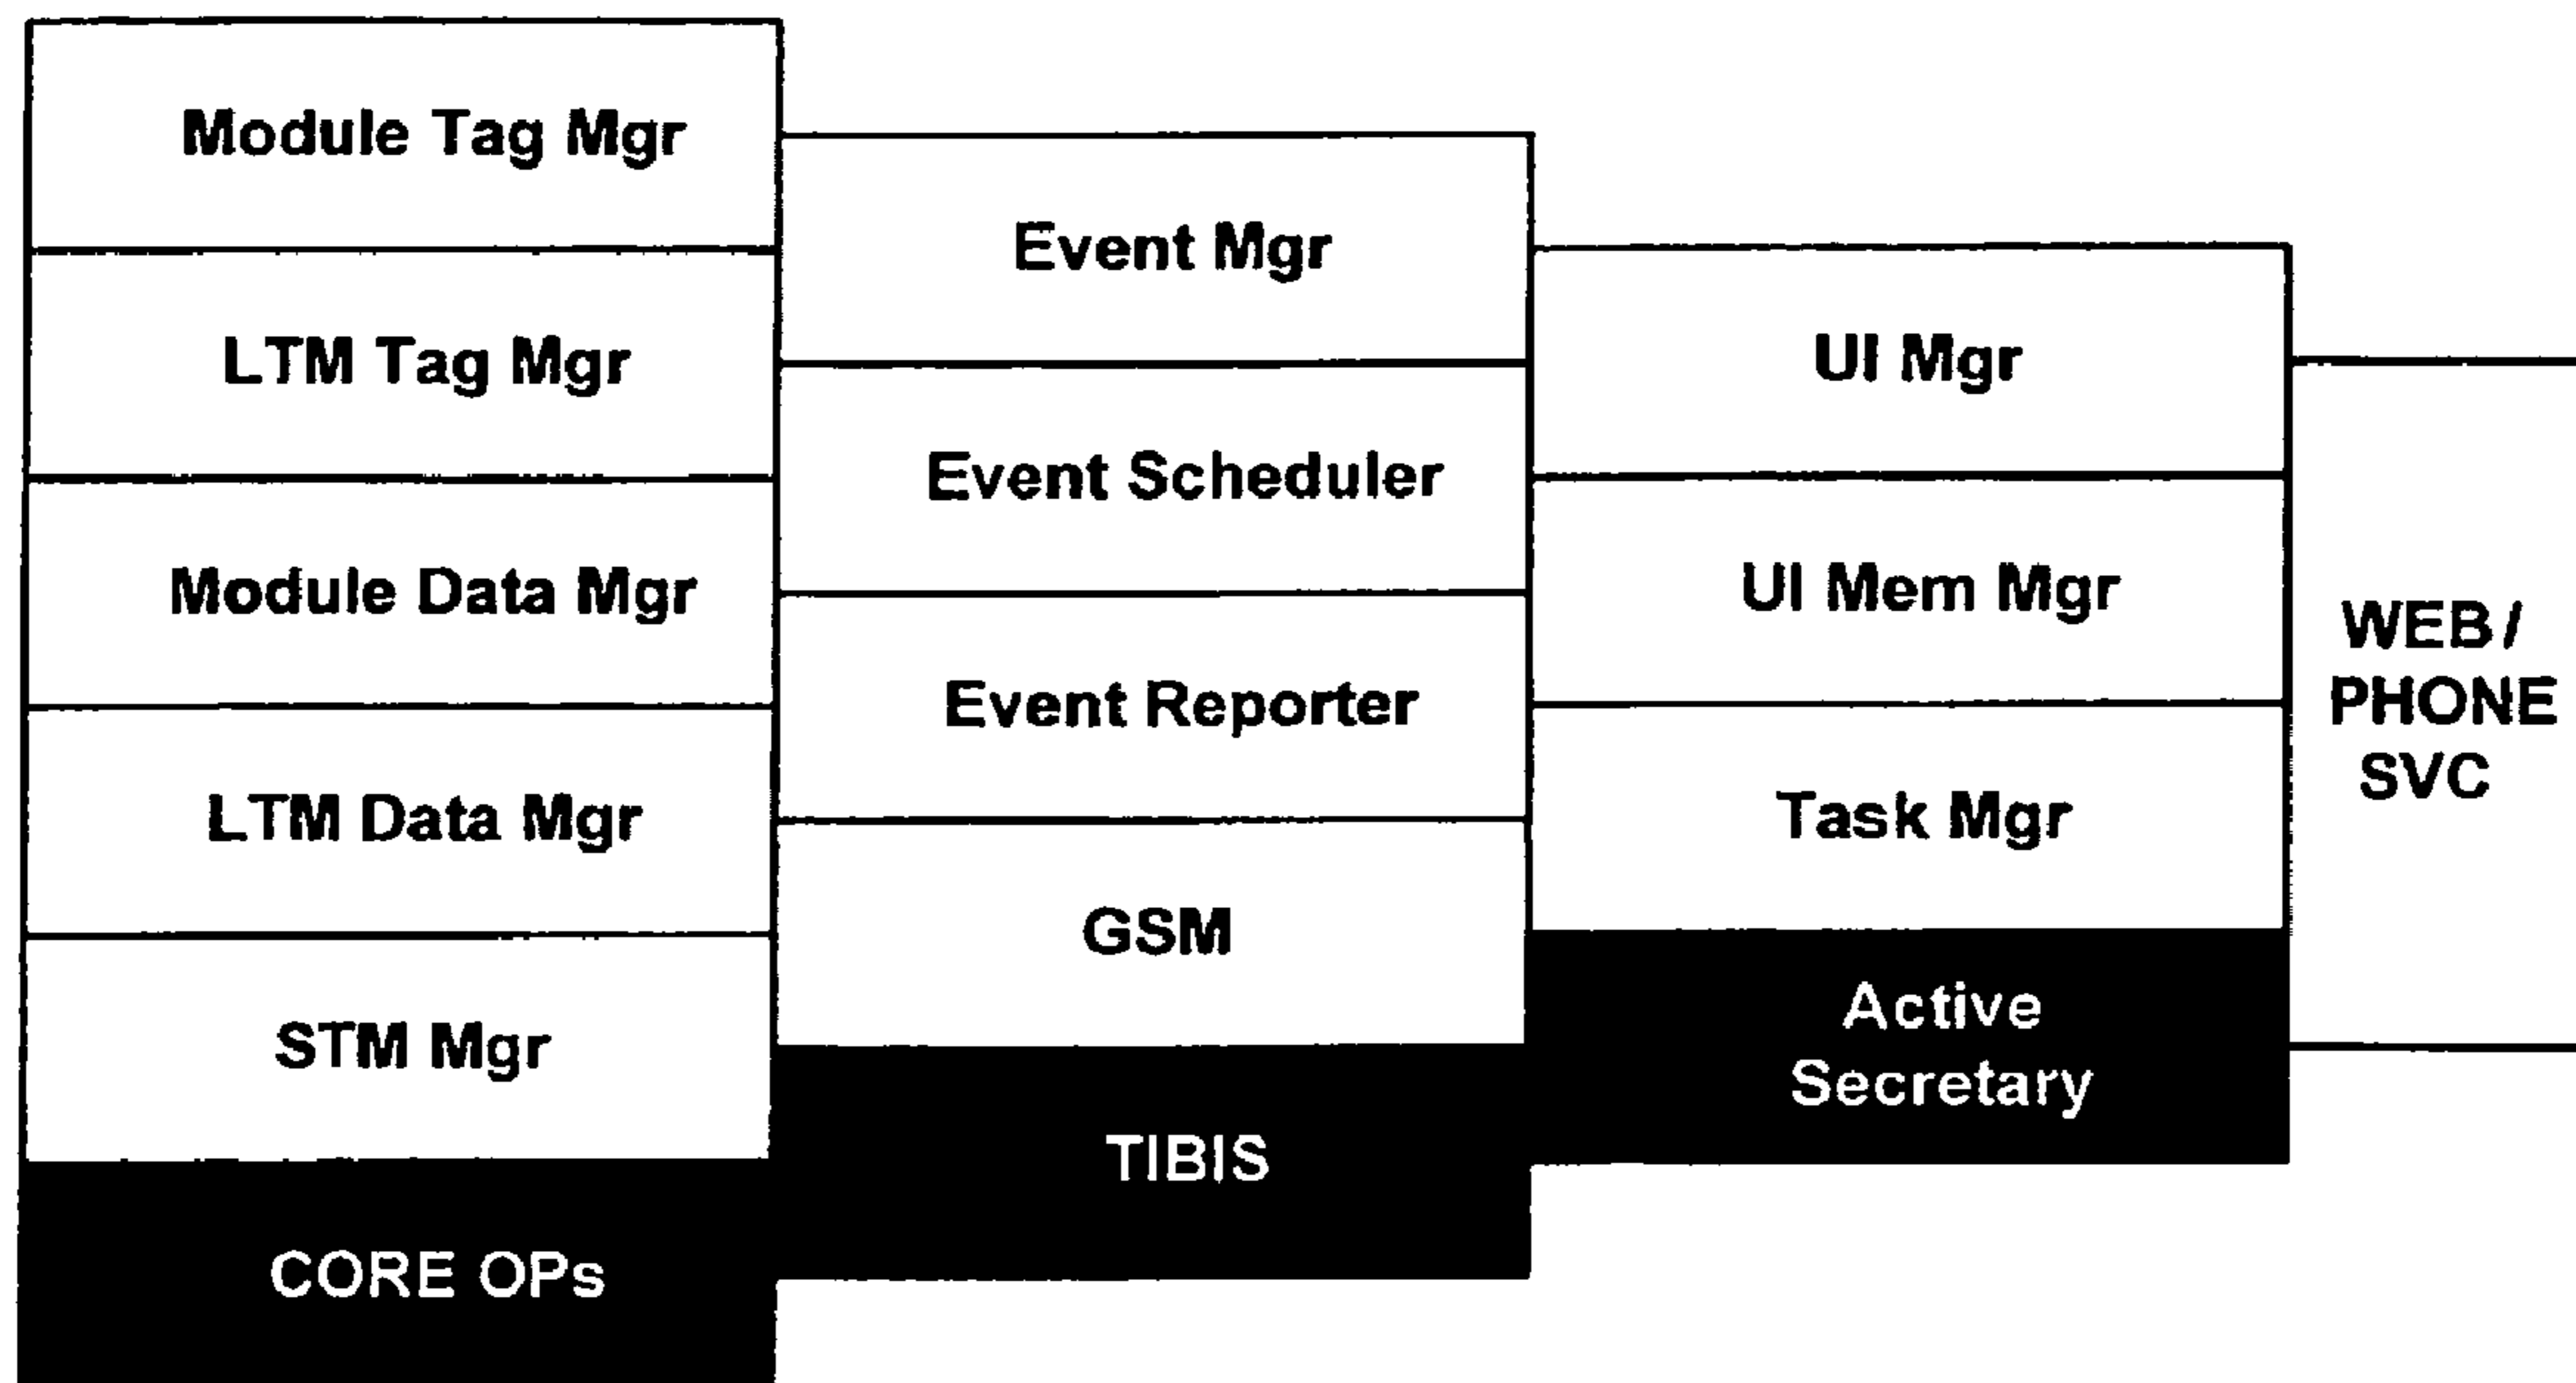 Module Tag Mgr
LTM Tag Mgr
Module Data Mgr
LTM Data Mgr
STM Mgr
CORE OPs
Event Mgr
Event Scheduler
Event Reporter
GSM
TIBIS
UI Mgr
UI Mem Mgr
Task Mgr
Active
Secretary
WEB /
PHONE
SVC